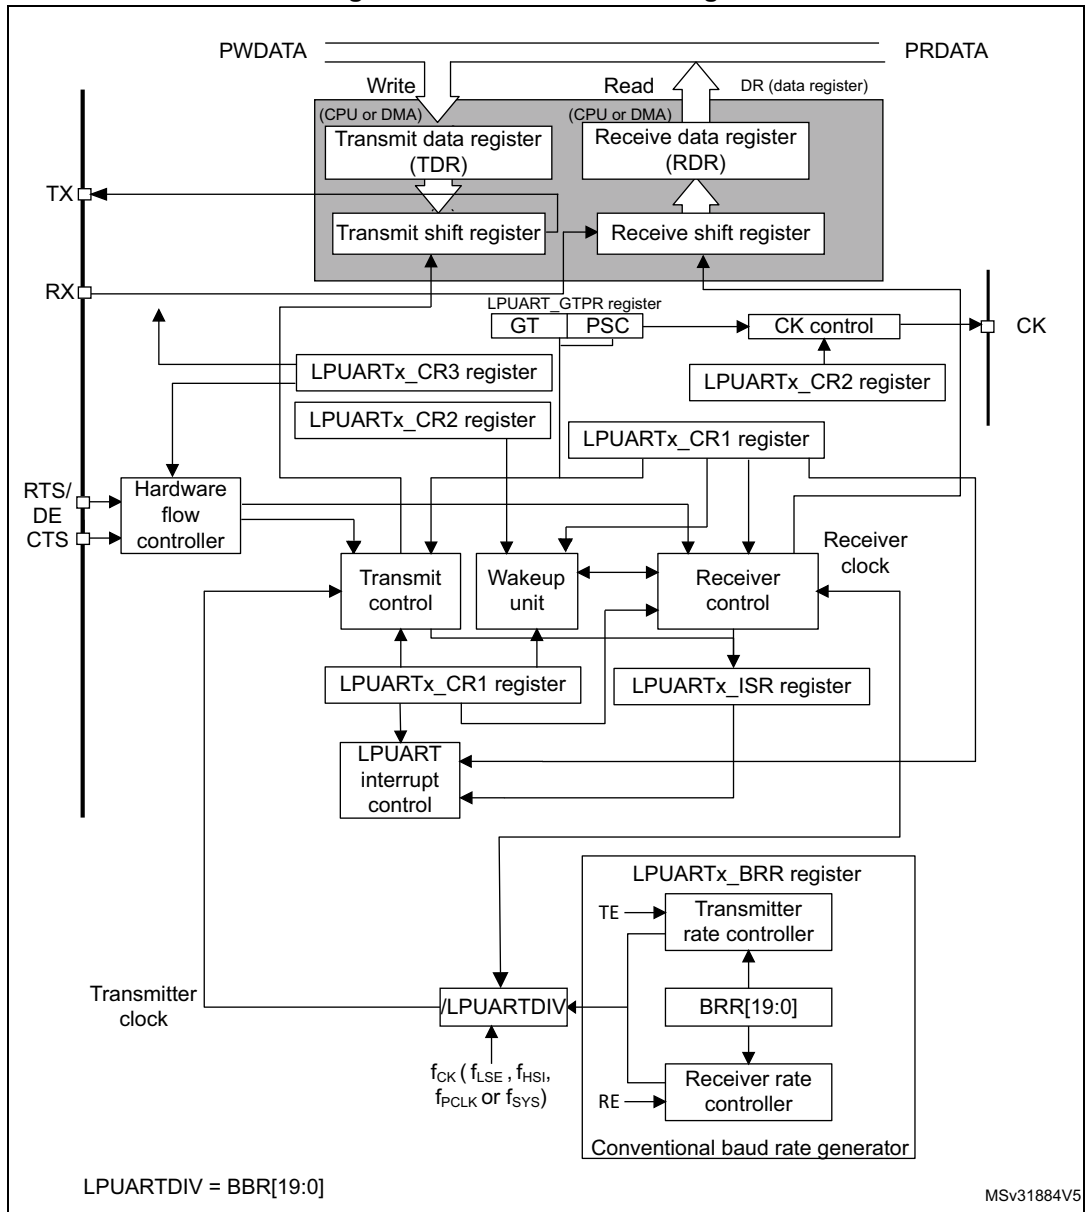 PWDATA
PRDATA
Write
Read
DR (data register)
(CPU or DMA)
(CPU or DMA)
Transmit data register
(TDR)
Receive data register
(RDR)
TX
Transmit shift register
Receive shift register
RX
LPUART_GTPR register
GT
PSC
CK control
CK
LPUARTx_CR3 register
LPUARTx_CR2 register
LPUARTx_CR2 register
LPUARTx_CR1 register
RTS/
DE
CTS
Hardware
flow
controller
Receiver
clock
Transmit
control
Wakeup
unit
Receiver
control
LPUARTx_CR1 register
LPUARTx_ISR register
LPUART
interrupt
control
LPUARTx_BRR register
TE
Transmitter
rate controller
Transmitter
clock
/LPUARTDIV
BRR[19:0]
fCK ( fLSE , fHSI,
fPCLK or fSYS)
RE
Receiver rate
controller
Conventional baud rate generator
LPUARTDIV = BBR[19:0]
MSv31884V5